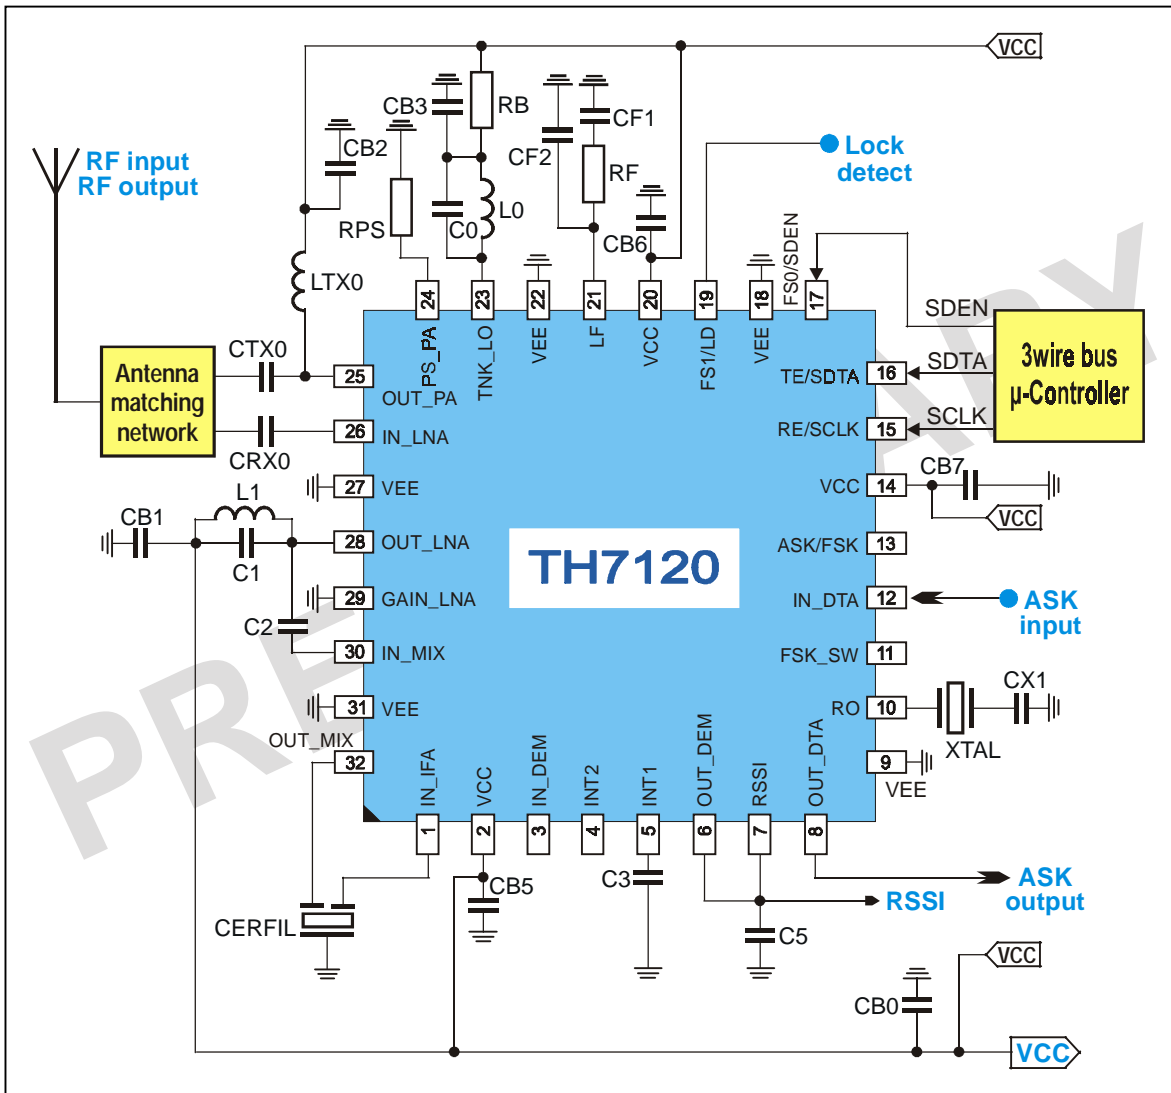 VCC
CB3
RB
CF1
CB2
CF2
RF
Lock
detect
RF input
RF output
RPS
C0
L0
CB6
LTX0
FS0/SDEN
24
23
22
21
20
19
18
17
SDEN
PS_PA
TNK_LO
VEE
LF
VCC
FS1/LD
VEE
3wire bus
µ-Controller
SDTA
SCLK
TE/SDTA
16
RE/SCLK
15
Antenna
matching
network
CTX0
25
OUT_PA
26
IN_LNA
CRX0
27
VEE
VCC
14
CB7
VCC
L1
CB1
C1
28
OUT_LNA
ASK/FSK
13
TH7120
29
GAIN_LNA
IN_DTA
12
ASK
input
C2
30
IN_MIX
FSK_SW
11
31
VEE
RO
10
CX1
XTAL
OUT_MIX
32
9
VEE
IN_IFA
VCC
IN_DEM
INT2
INT1
OUT_DEM
RSSI
OUT_DTA
1
2
3
4
5
6
7
8
CB5
C3
ASK
output
RSSI
CERFIL
C5
VCC
CB0
VCC
PRELIMINARY